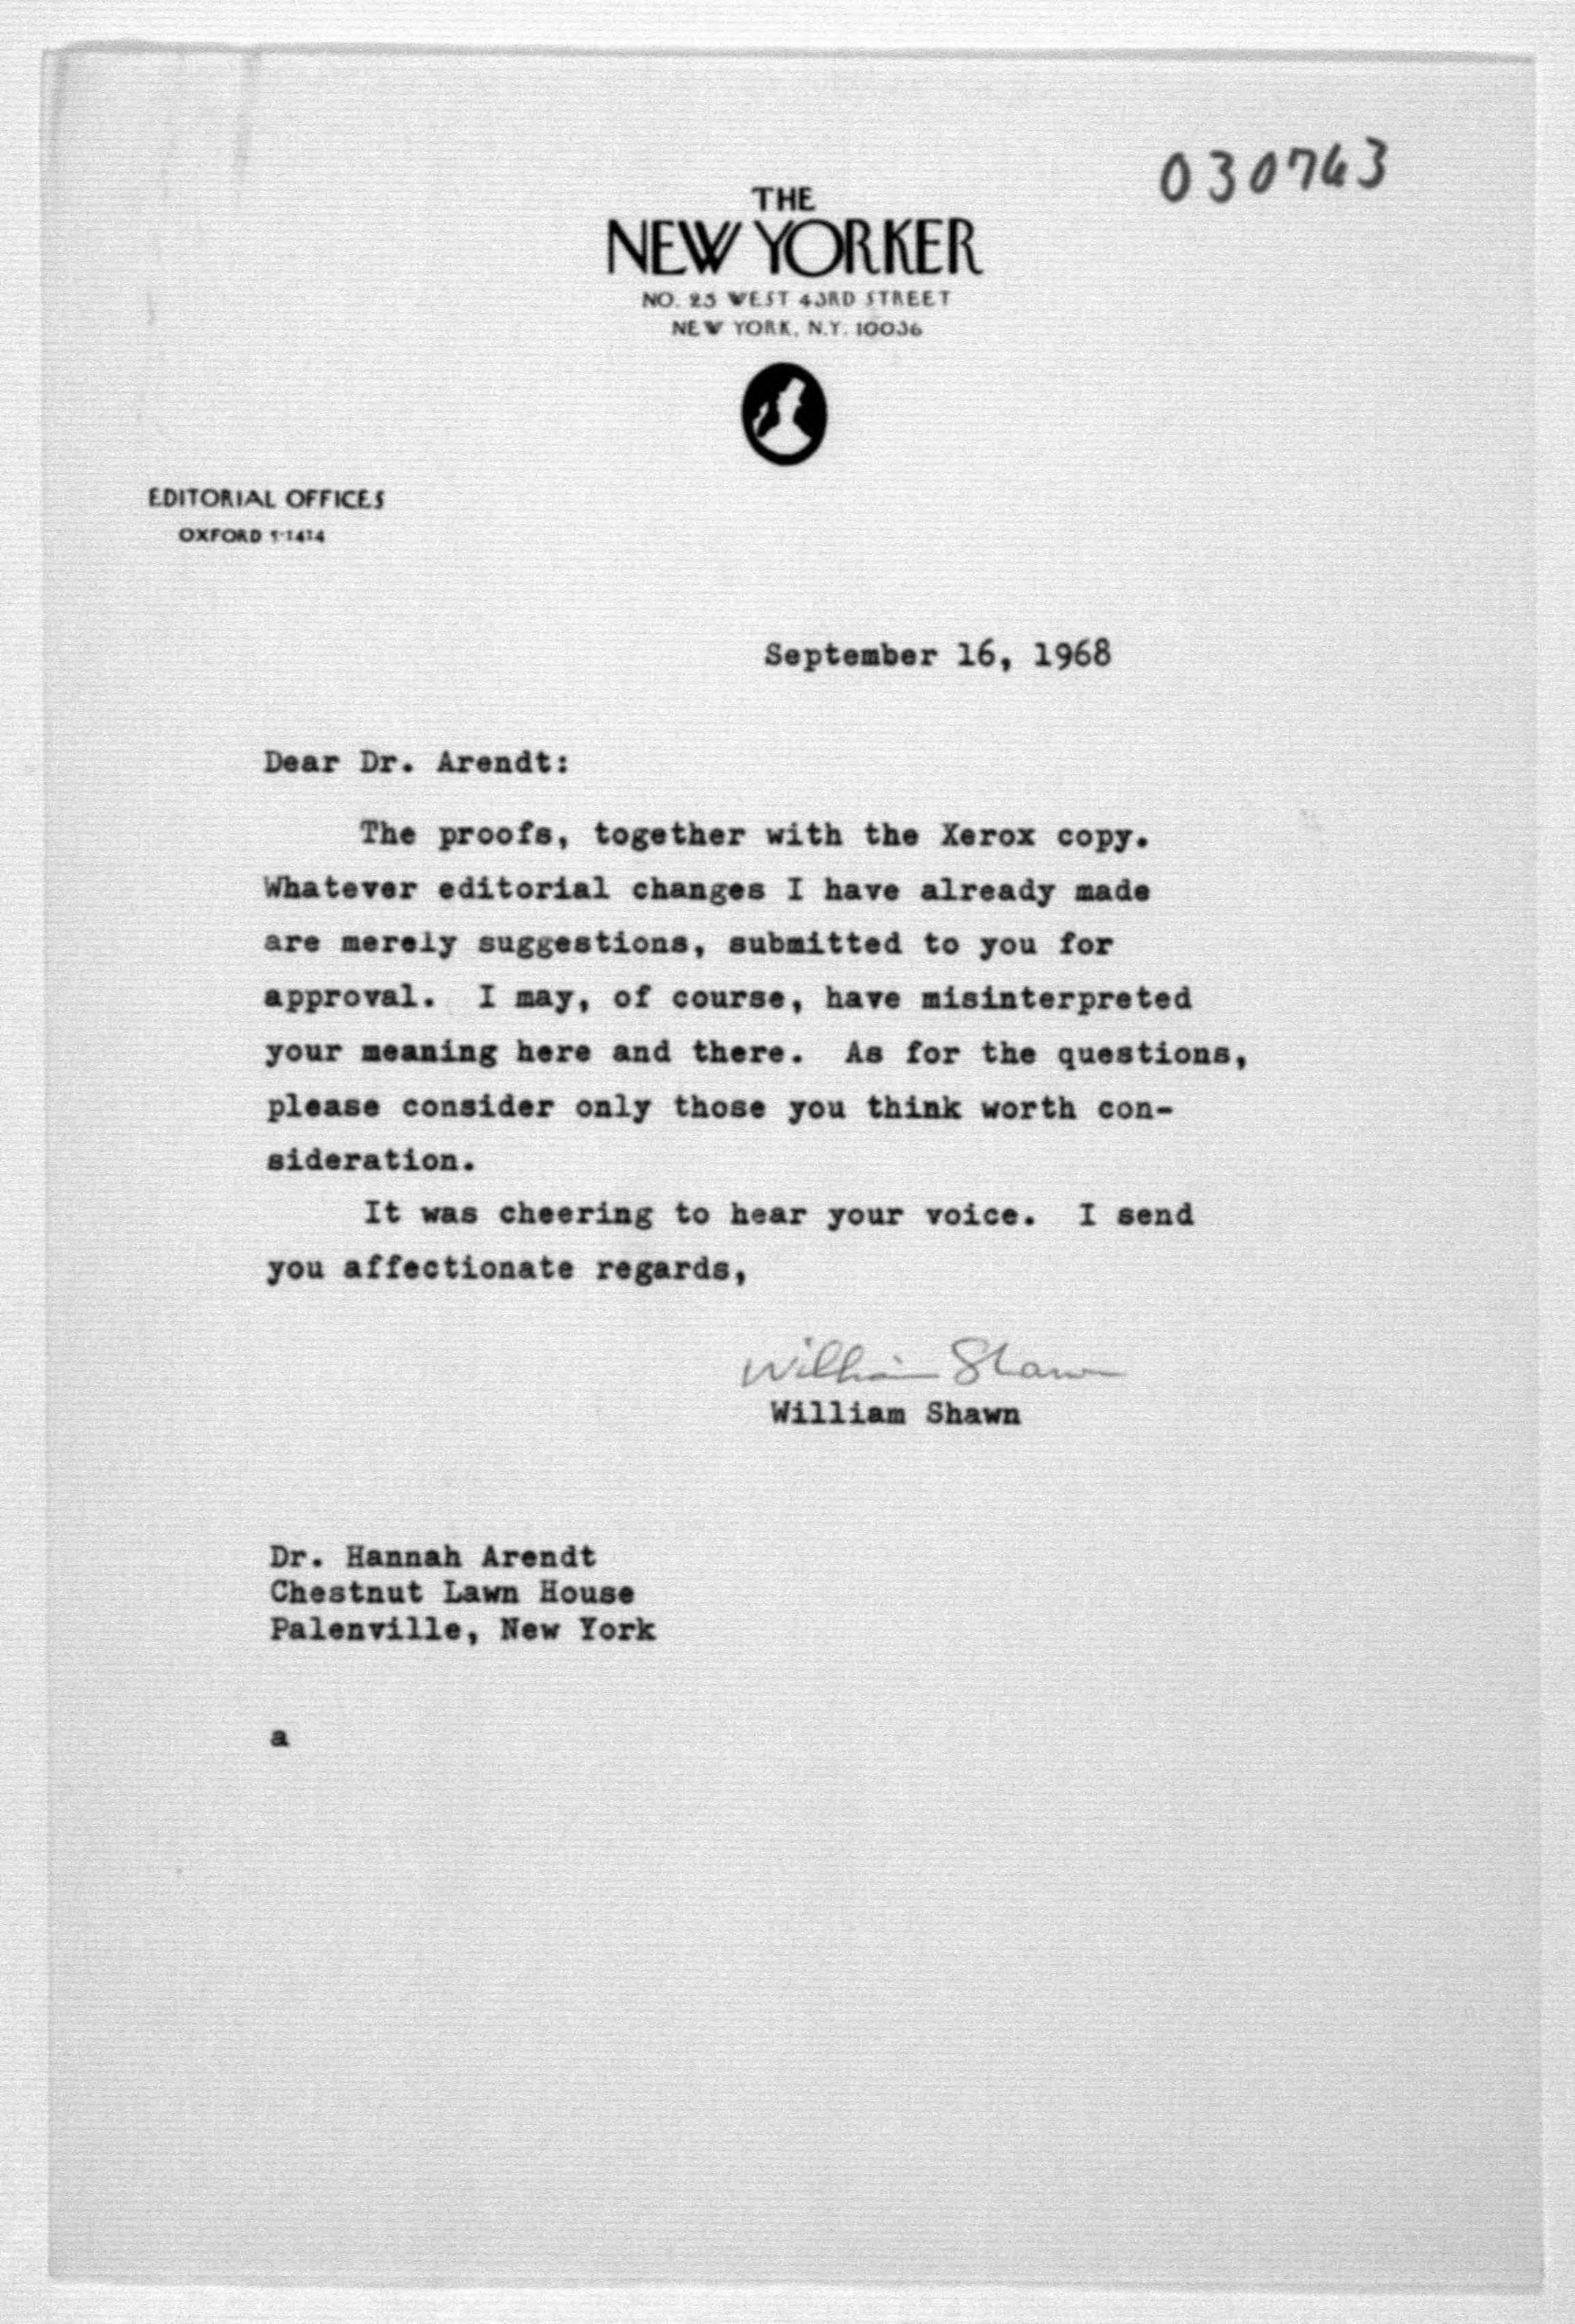 030763
THE
NEW YORKER
NO. 25 WEST 43RD STREET
NEW YORK, N.Y. 10036
EDITORIAL OFFICES
OXFORD 5-1414
September 16, 1968
Dear Dr. Arendt:
The proofs, together with the Xerox copy.
Whatever editorial changes I have already made
are merely suggestions, submitted to you for
approval. I may, of course, have misinterpreted
your meaning here and there. As for the questions,
please consider only those you think worth con-
sideration.
It was cheering to hear your voice. I send
you affectionate regards,
William Shawn
William Shawn
Dr. Hannah Arendt
Chestnut Lawn House
Palenville, New York
a